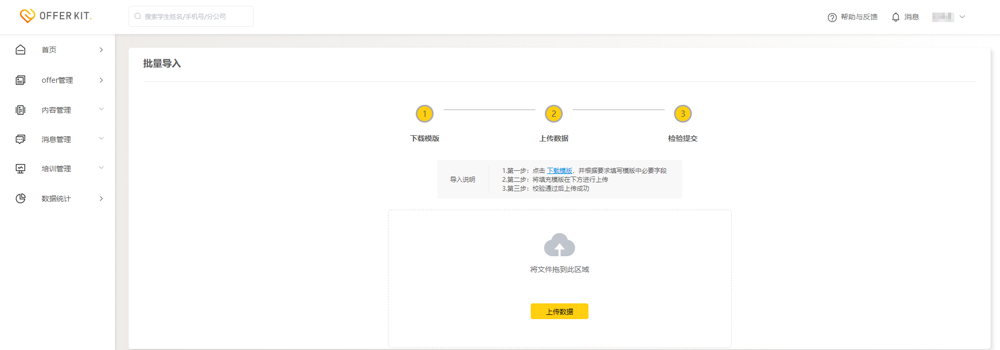 OFFER KIT.
搜索学生姓名/手机号/分公司
帮助与反馈
消息
首页
offer管理
内容管理
消息管理
培训管理
数据统计
批量导入
1
2
3
下载模版
上传数据
检验提交
导入说明
1.第一步：点击 下载模版，并根据要求填写模版中必要字段
2.第二步：将填充模版在下方进行上传
3.第三步：校验通过后上传成功
将文件拖到此区域
上传数据